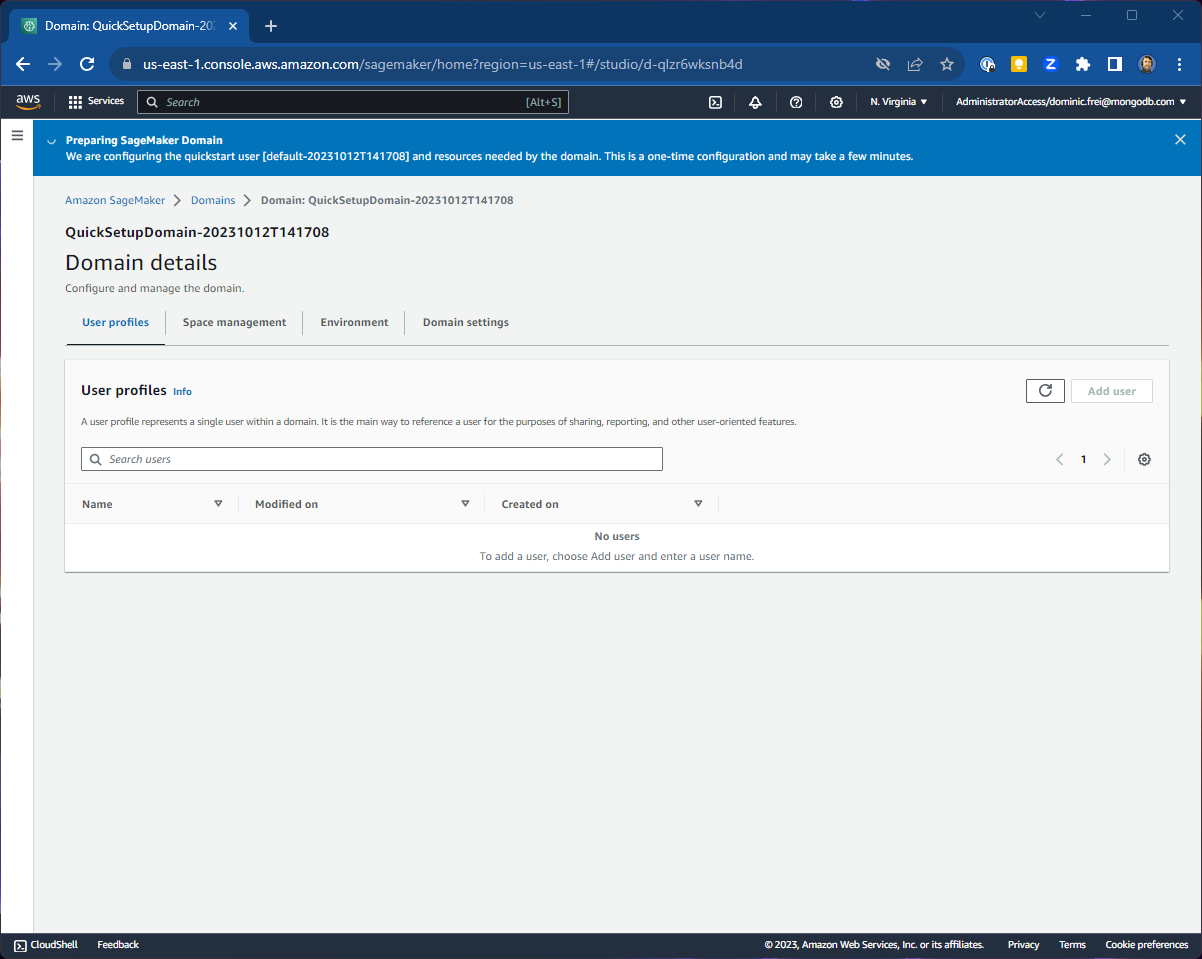 Domain: QuickSetupDomain-202
us-east-1.console.aws.amazon.com/sagemaker/home?region=us-east-1#/studio/d-qlzr6wksnb4d
aws
Services
Search
[Alt+S]
N. Virginia
AdministratorAccess/dominic.frei@mongodb.com
Preparing SageMaker Domain
We are configuring the quickstart user [default-20231012T141708] and resources needed by the domain. This is a one-time configuration and may take a few minutes.
Amazon SageMaker
Domains
Domain: QuickSetupDomain-20231012T141708
QuickSetupDomain-20231012T141708
Domain details
Configure and manage the domain.
User profiles
Space management
Environment
Domain settings
User profiles Info
Add user
A user profile represents a single user within a domain. It is the main way to reference a user for the purposes of sharing, reporting, and other user-oriented features.
Search users
1
Name
Modified on
Created on
No users
To add a user, choose Add user and enter a user name.
CloudShell
Feedback
© 2023, Amazon Web Services, Inc. or its affiliates.
Privacy
Terms
Cookie preferences